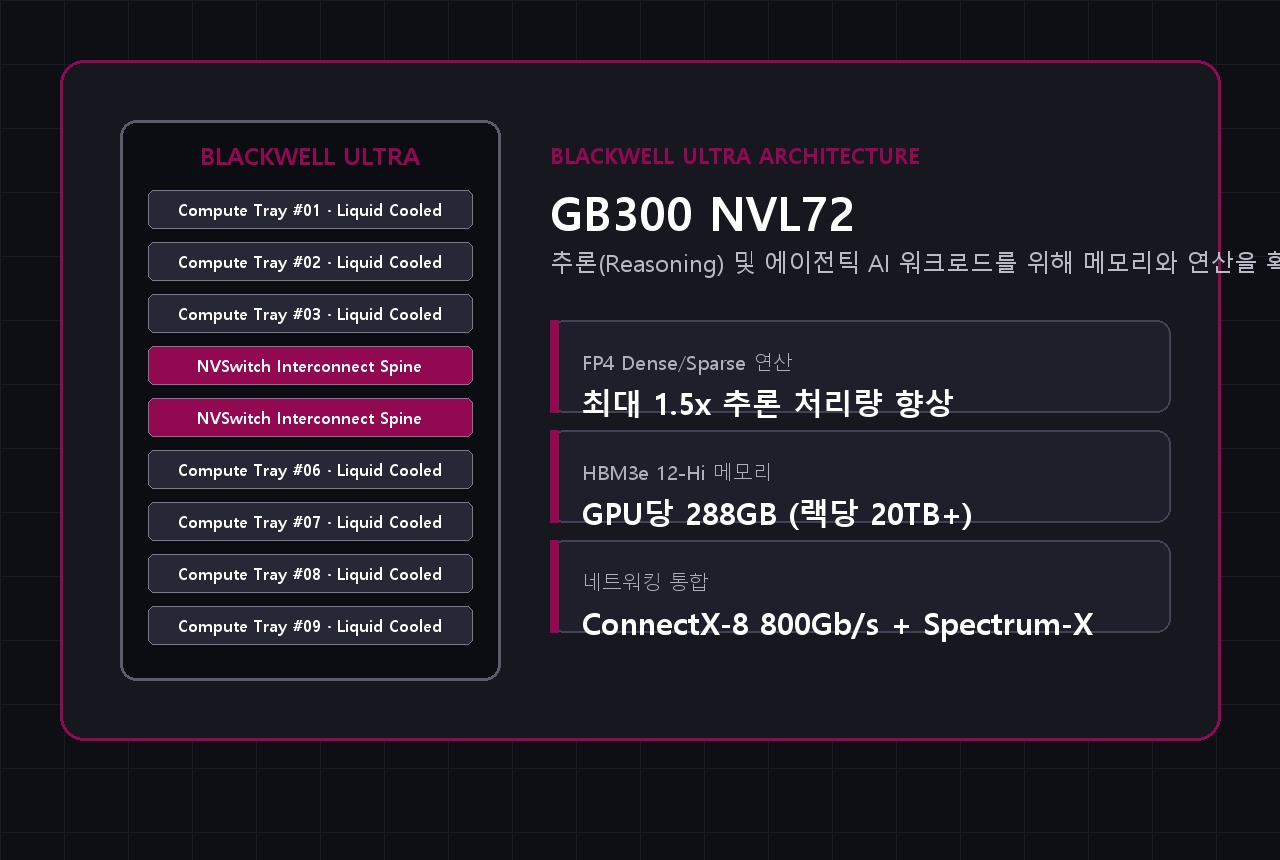 BLACKWELL ULTRA
Compute Tray #01 · Liquid Cooled
Compute Tray #02 · Liquid Cooled
Compute Tray #03 · Liquid Cooled
NVSwitch Interconnect Spine
NVSwitch Interconnect Spine
Compute Tray #06 · Liquid Cooled
Compute Tray #07 · Liquid Cooled
Compute Tray #08 · Liquid Cooled
Compute Tray #09 · Liquid Cooled
BLACKWELL ULTRA ARCHITECTURE
GB300 NVL72
추론(Reasoning) 및 에이전틱 AI 워크로드를 위해 메모리와 연산을
FP4 Dense/Sparse 연산
최대 1.5x 추론 처리량 향상
HBM3e 12-Hi 메모리
GPU당 288GB (랙당 20TB+)
네트워킹 통합
ConnectX-8 800Gb/s + Spectrum-X